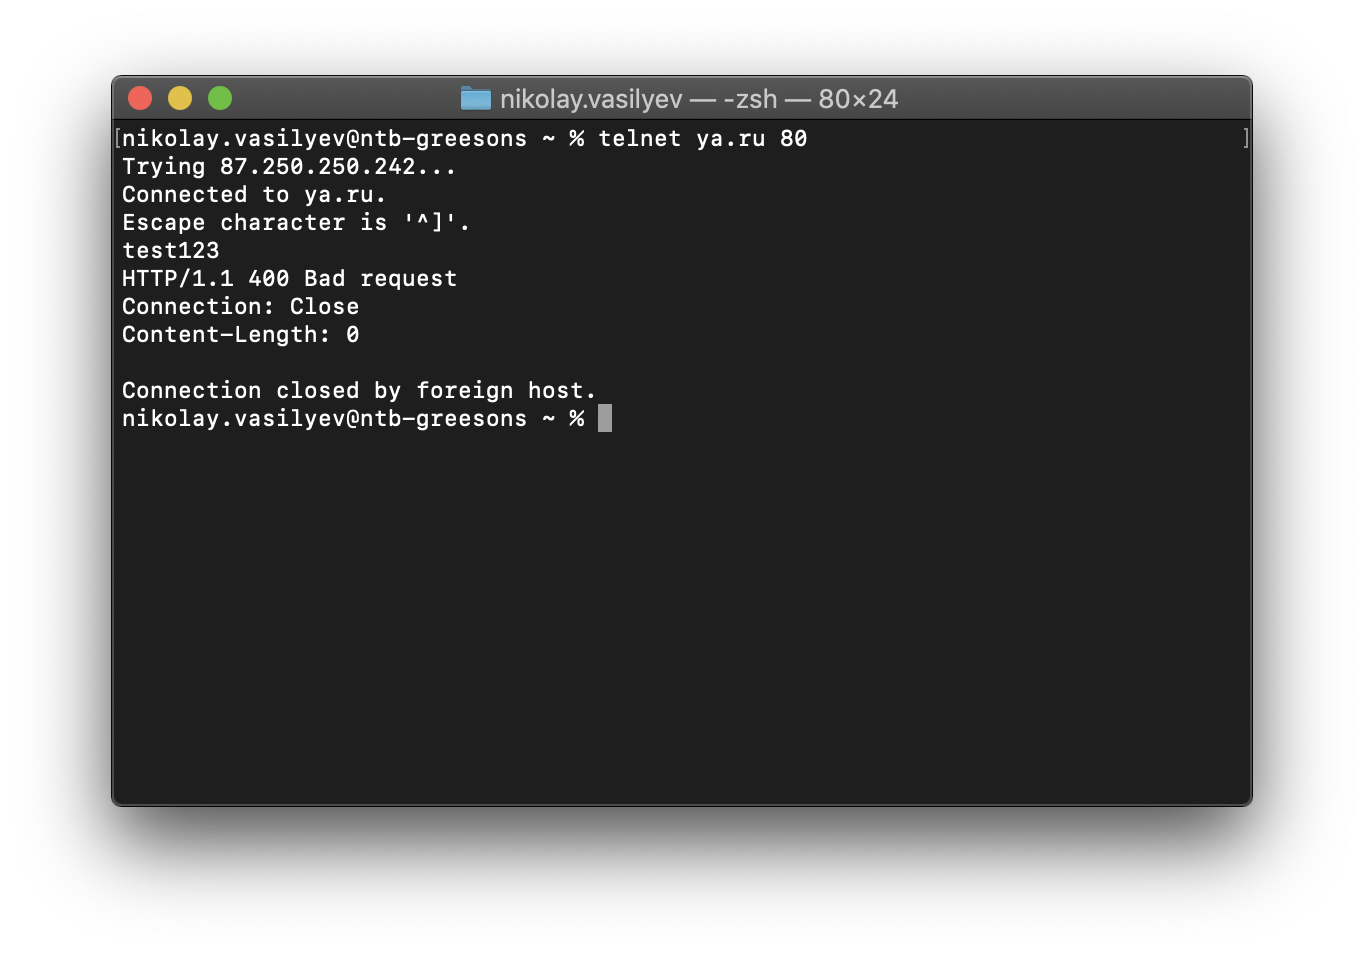 nikolay.vasilyev — -zsh — 80×24
[nikolay.vasilyev@ntb-greesons ~ % telnet ya.ru 80 ]
Trying 87.250.250.242...
Connected to ya.ru.
Escape character is '^]'.
test123
HTTP/1.1 400 Bad request
Connection: Close
Content-Length: 0
Connection closed by foreign host.
nikolay.vasilyev@ntb-greesons ~ %